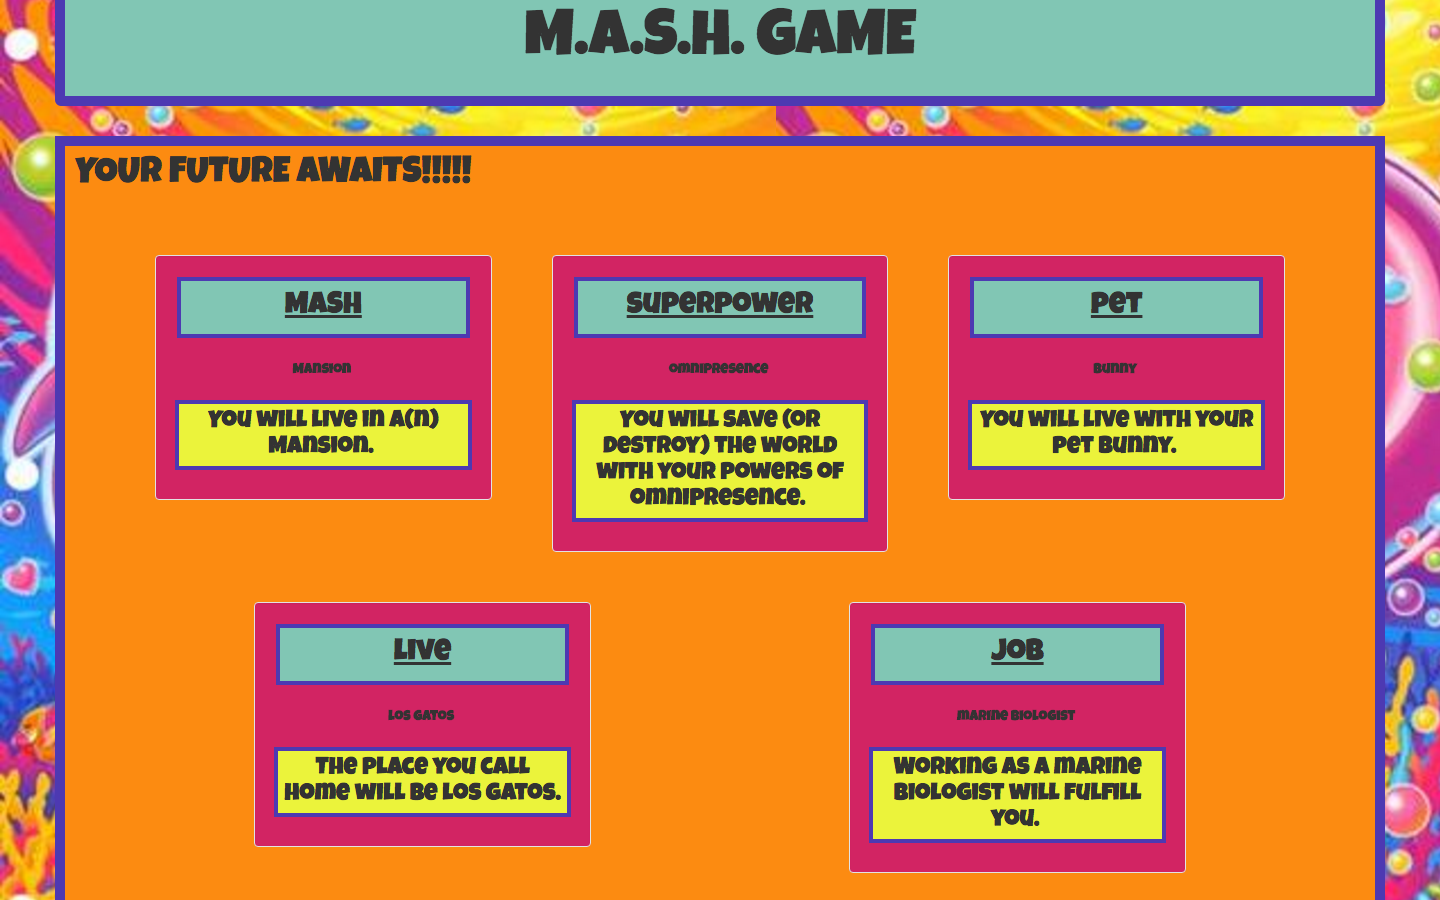 M.A.S.H. GAME
YOUR FUTURE AWAITS!!!!!
MASH
Mansion
You will live in a(n)
Mansion.
Superpower
Omnipresence
You will save (or
destroy) the world
with your powers of
Omnipresence.
Pet
Bunny
You will live with your
pet Bunny.
Live
Los Gatos
The place you call
home will be Los Gatos.
Job
Marine Biologist
Working as a Marine
Biologist will fulfill
you.